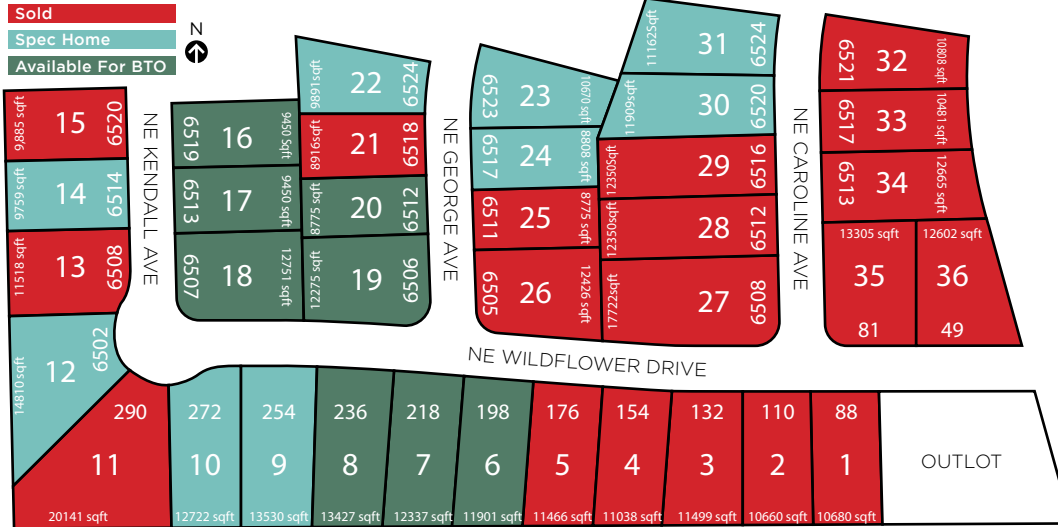 Sold
Spec Home
Available For BTO
N
15
9,885 sqft
6520
14
9759 sqft
6514
13
11518 sqft
6508
12
14810 sqft
6502
NE KENDALL AVE
16
6519
9450 Sqft
17
6513
9450 Sqft
18
6507
12751 sqft
22
9891 sqft
6524
21
8916sqft
6518
20
8775 sqft
6512
19
12275 sqft
6506
NE GEORGE AVE
23
6523
10670 sqft
24
6517
8808 sqft
25
6511
8775 sqft
26
6505
12426 sqft
31
11162Sqft
6524
30
11909sqft
6520
29
12350Sqft
6516
28
12350sqft
6512
27
17722sqft
6508
NE CAROLINE AVE
32
6521
10808 sqft
33
6517
10481 sqft
34
6513
12665 sqft
13305 sqft
35
81
12602 sqft
36
49
NE WILDFLOWER DRIVE
290
11
20141 sqft
272
10
12722 sqft
254
9
13530 sqft
236
8
13427 sqft
218
7
12337 sqft
198
6
11901 sqft
176
5
11466 sqft
154
4
11038 sqft
132
3
11499 sqft
110
2
10660 sqft
88
1
10680 sqft
OUTLOT